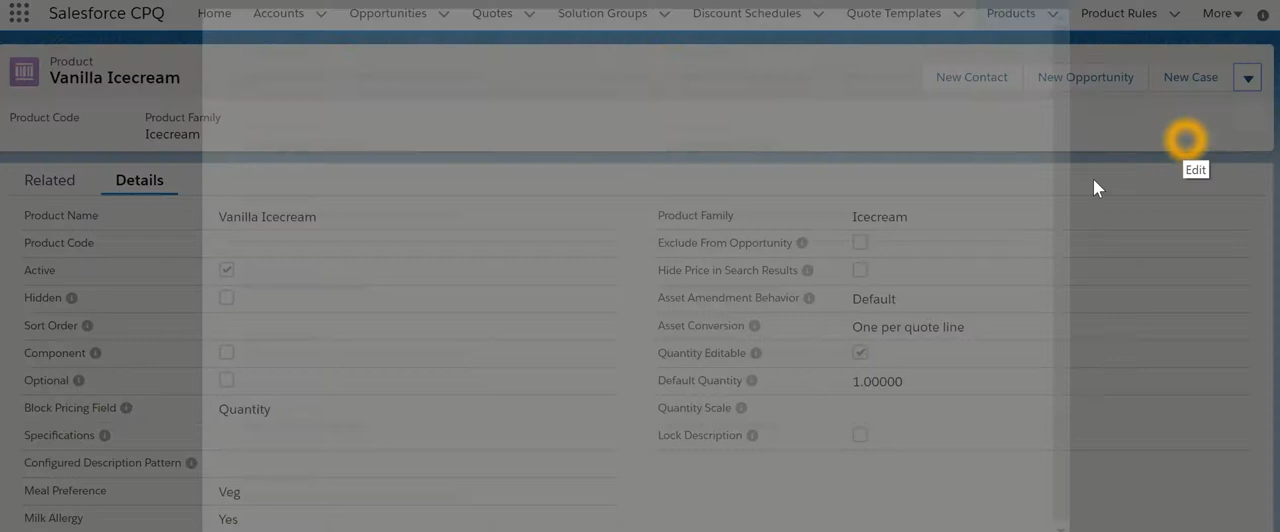 Salesforce CPQ Home Accounts Opportunities Quotes Solution Groups Discount Schedules Quote Templates Products Product Rules More
Product
Vanilla Icecream
New Contact New Opportunity New Case
Product Code Product Family
Icecream
Edit
Related Details
Product Name Vanilla Icecream Product Family Icecream
Product Code Exclude From Opportunity
Active Hide Price in Search Results
Hidden Asset Amendment Behavior Default
Sort Order Asset Conversion One per quote line
Component Quantity Editable
Optional Default Quantity 1.00000
Block Pricing Field Quantity Quantity Scale
Specifications Lock Description
Configured Description Pattern
Meal Preference Veg
Milk Allergy Yes